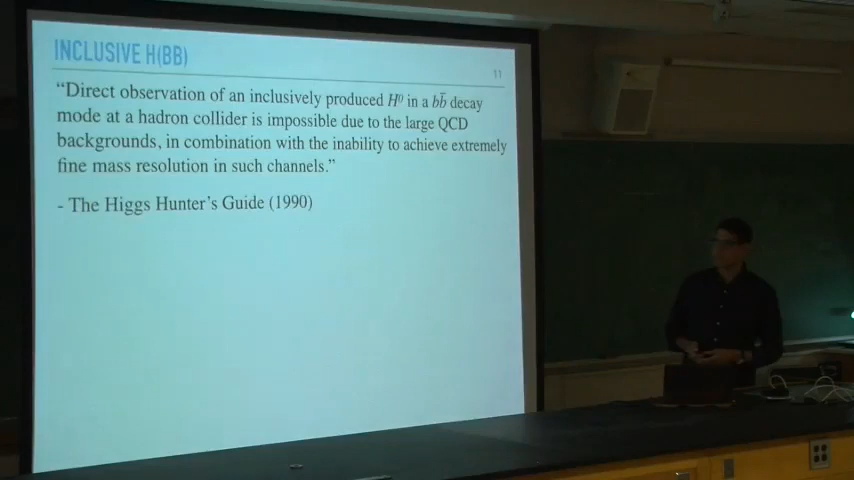 INCLUSIVE H(BB)
11
“Direct observation of an inclusively produced H⁰ in a bb̅ decay
mode at a hadron collider is impossible due to the large QCD
backgrounds, in combination with the inability to achieve extremely
fine mass resolution in such channels.”
- The Higgs Hunter’s Guide (1990)